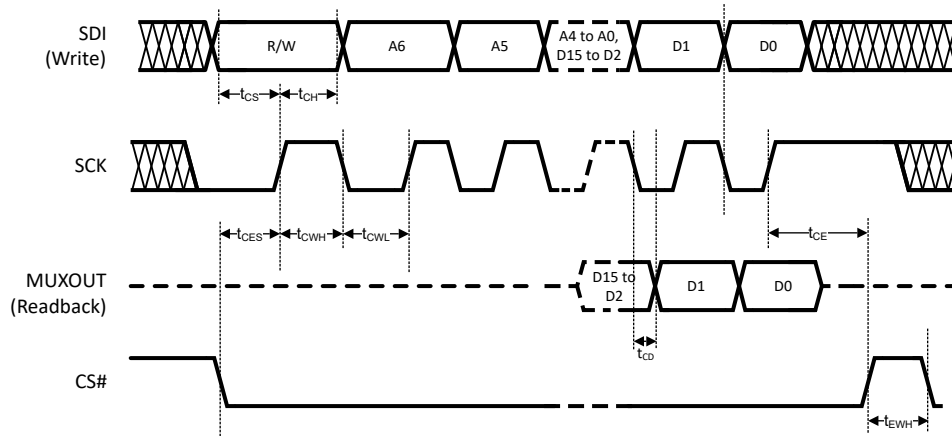 SDI
(Write)
R/W
A6
A5
A4 to A0,
D15 to D2
D1
D0
tCS
tCH
SCK
tCES
tCWH
tCWL
tCE
MUXOUT
(Readback)
D15 to
D2
D1
D0
tCD
CS#
tEWH